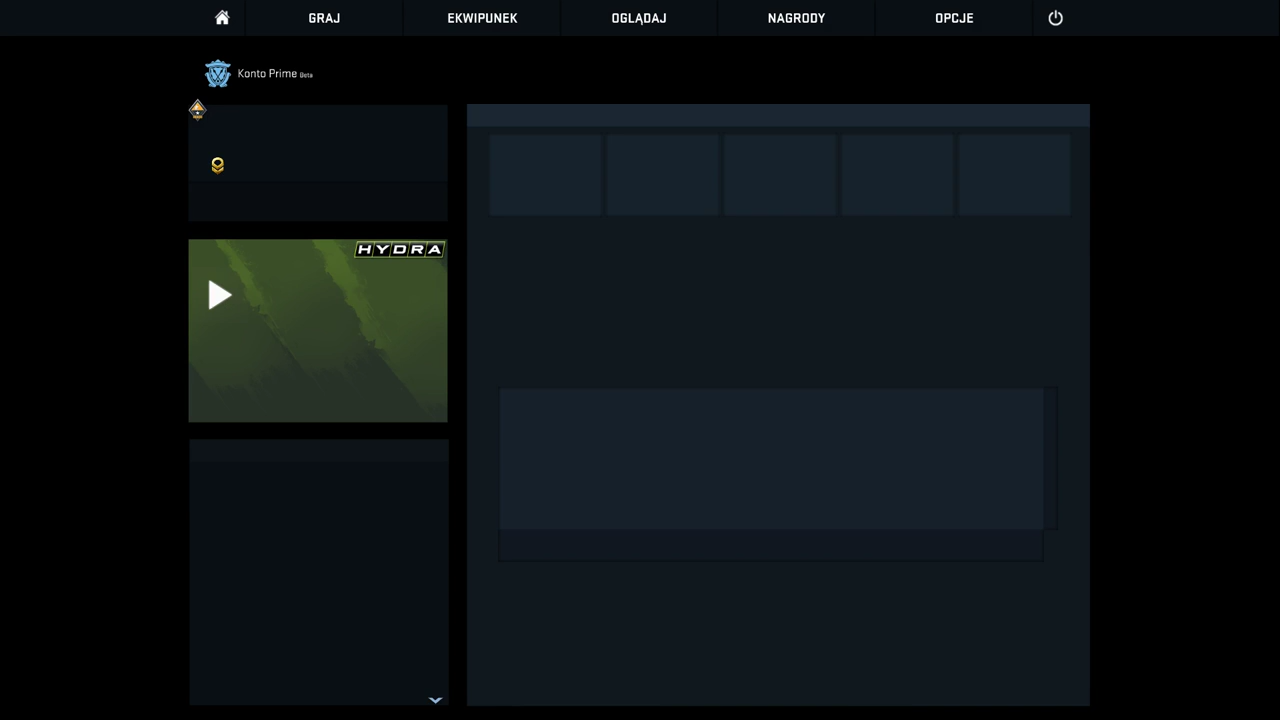 GRAJ
EKWIPUNEK
OGLĄDAJ
NAGRODY
OPCJE
Konto Prime Beta
HYDRA